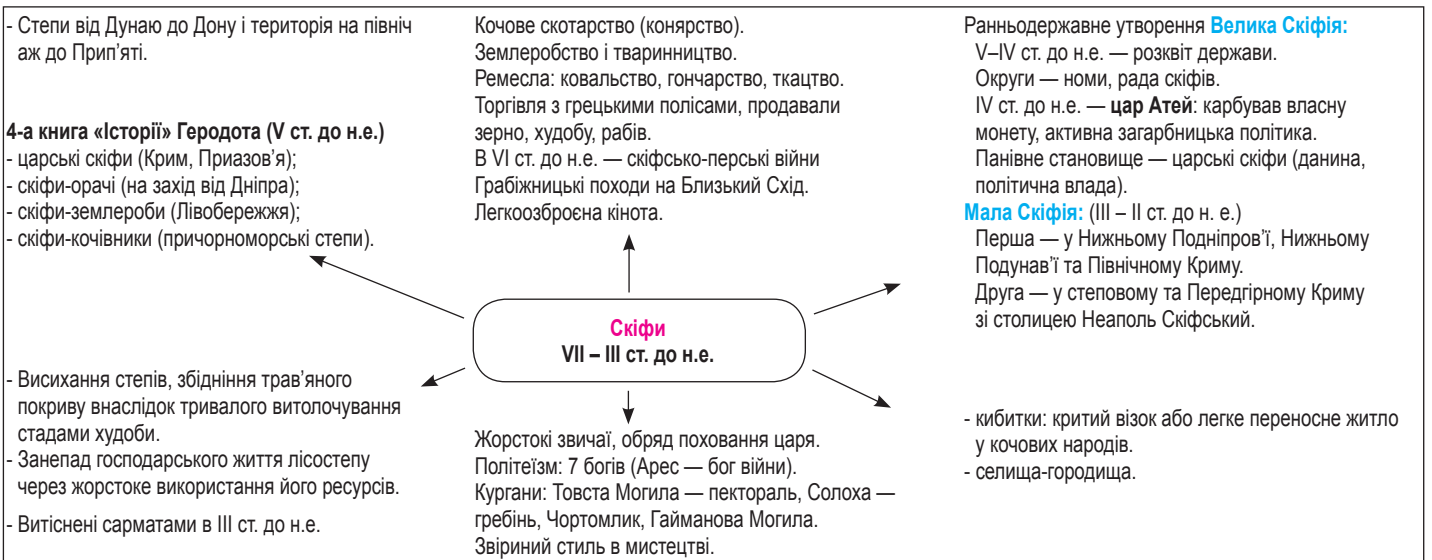 - Степи від Дунаю до Дону і територія на північ
аж до Прип’яті.
4-а книга «Історії» Геродота (V ст. до н.е.)
- царські скіфи (Крим, Приазов’я);
- скіфи-орачі (на захід від Дніпра);
- скіфи-землероби (Лівобережжя);
- скіфи-кочівники (причорноморські степи).
Кочове скотарство (конярство).
Землеробство і тваринництво.
Ремесла: ковальство, гончарство, ткацтво.
Торгівля з грецькими полісами, продавали
зерно, худобу, рабів.
В VI ст. до н.е. — скіфсько-перські війни
Грабіжницькі походи на Близький Схід.
Легкоозброєна кінота.
Ранньодержавне утворення Велика Скіфія:
V–IV ст. до н.е. — розквіт держави.
Округи — номи, рада скіфів.
IV ст. до н.е. — цар Атей: карбував власну
монету, активна загарбницька політика.
Панівне становище — царські скіфи (данина,
політична влада).
Мала Скіфія: (III – II ст. до н. е.)
Перша — у Нижньому Подніпров’ї, Нижньому
Подунав’ї та Північному Криму.
Друга — у степовому та Передгірному Криму
зі столицею Неаполь Скіфський.
Скіфи
VII – III ст. до н.е.
- Висихання степів, збідніння трав’яного
покриву внаслідок тривалого витолочування
стадами худоби.
- Занепад господарського життя лісостепу
через жорстоке використання його ресурсів.
- Витіснені сарматами в III ст. до н.е.
Жорстокі звичаї, обряд поховання царя.
Політеїзм: 7 богів (Арес — бог війни).
Кургани: Товста Могила — пектораль, Солоха —
гребінь, Чортомлик, Гайманова Могила.
Звіриний стиль в мистецтві.
- кибитки: критий візок або легке переносне житло
у кочових народів.
- селища-городища.